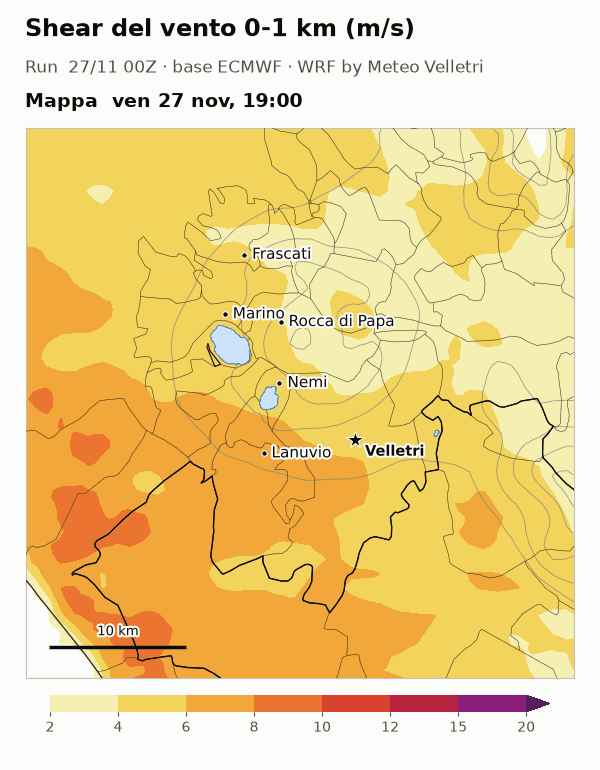 Shear del vento 0-1 km (m/s)
Run  27/11 00Z · base ECMWF · WRF by Meteo Velletri
Mappa  ven 27 nov, 19:00
Frascati
Marino
Rocca di Papa
Nemi
Velletri
Lanuvio
10 km
2 4 6 8 10 12 15 20